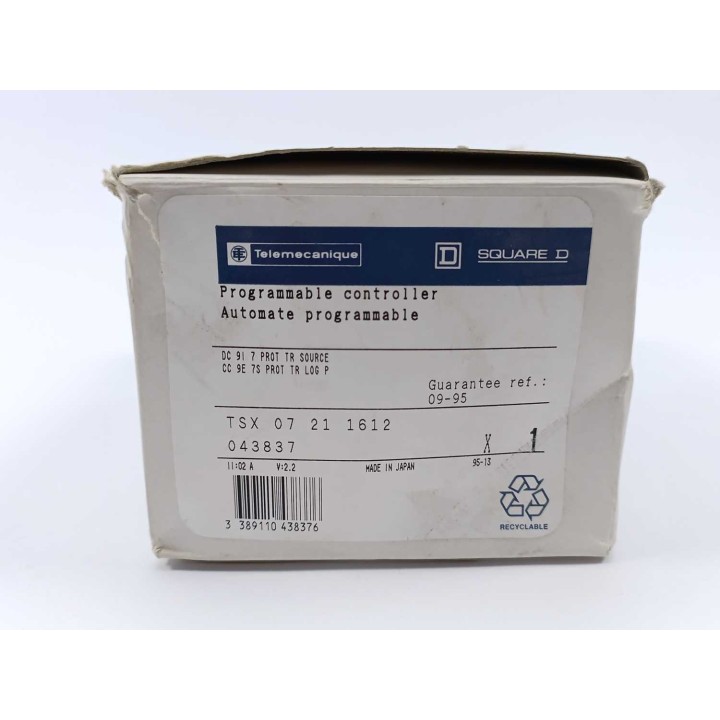 Telemecanique
D SQUARE D
Programmable controller
Automate programmable
DC 9I 7 PROT TR SOURCE
CC 9E 7S PROT TR LOG P
Guarantee ref.:
09-95
TSX 07 21 1612
043837 X 1
II:02 A V:2.2 MADE IN JAPAN 95-13
3 389110 438376
RECYCLABLE